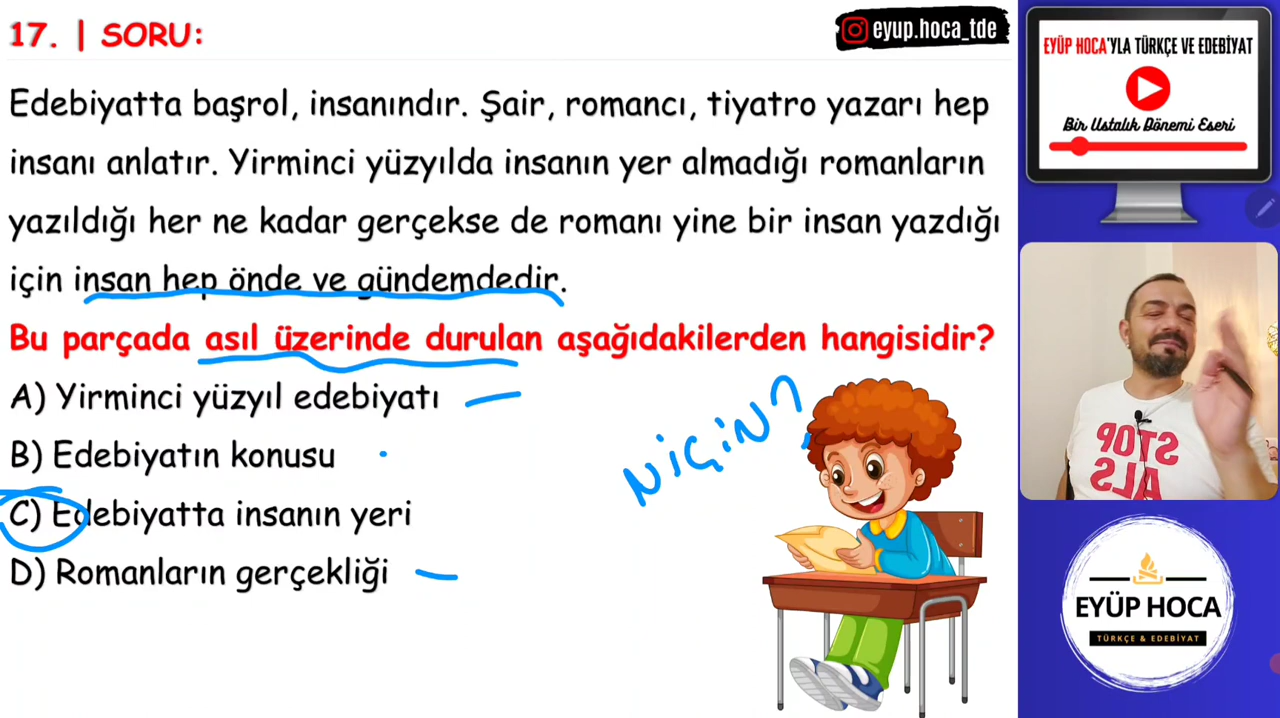 17. | SORU:
eyup.hoca_tde
Edebiyatta başrol, insanındır. Şair, romancı, tiyatro yazarı hep
insanı anlatır. Yirminci yüzyılda insanın yer almadığı romanların
yazıldığı her ne kadar gerçekse de romanı yine bir insan yazdığı
için insan hep önde ve gündemdedir.
Bu parçada asıl üzerinde durulan aşağıdakilerden hangisidir?
A) Yirminci yüzyıl edebiyatı
B) Edebiyatın konusu
C) Edebiyatta insanın yeri
D) Romanların gerçekliği
NİÇİN?
EYÜP HOCA'YLA TÜRKÇE VE EDEBİYAT
Bir Ustalık Dönemi Eseri
STOP
ALS
EYÜP HOCA
TÜRKÇE & EDEBİYAT